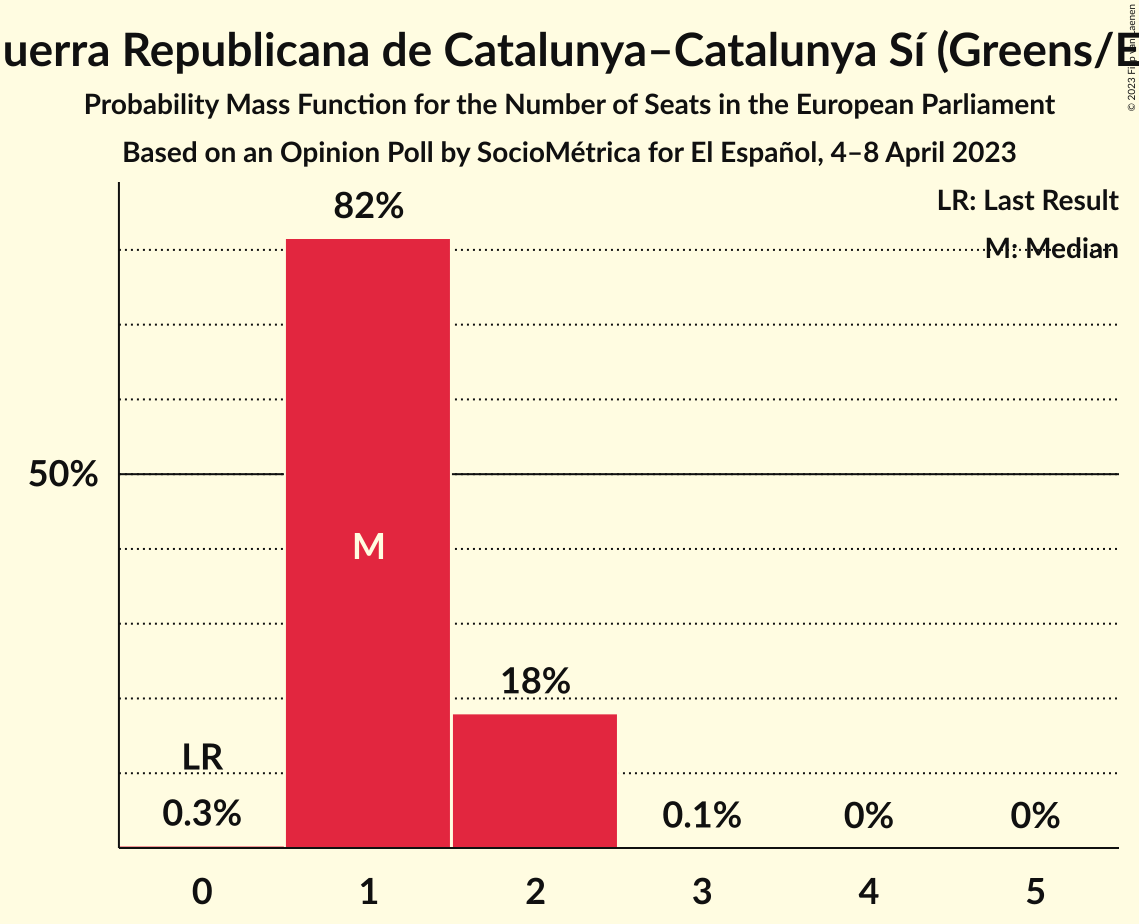 uerra Republicana de Catalunya–Catalunya Sí (Greens/E
Probability Mass Function for the Number of Seats in the European Parliament
Based on an Opinion Poll by SocioMétrica for El Español, 4–8 April 2023
LR: Last Result
M: Median
82%
50%
M
18%
LR
0.3%
0.1%
0%
0%
0
1
2
3
4
5
© 2023